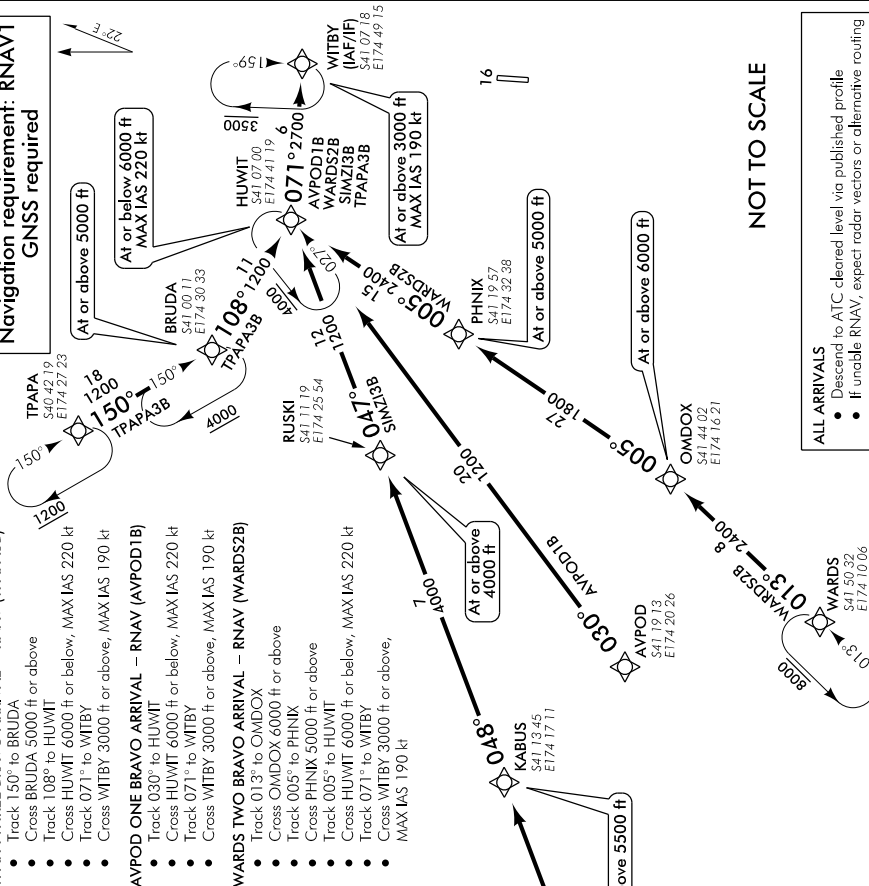 Navigation requirement: RNAV1
GNSS required
22° E
• Track 150° to BRUDA
• Cross BRUDA 5000 ft or above
• Track 108° to HUWIT
• Cross HUWIT 6000 ft or below, MAX IAS 220 kt
• Track 071° to WITBY
• Cross WITBY 3000 ft or above, MAX IAS 190 kt
AVPOD ONE BRAVO ARRIVAL – RNAV (AVPOD1B)
• Track 030° to HUWIT
• Cross HUWIT 6000 ft or below, MAX IAS 220 kt
• Track 071° to WITBY
• Cross WITBY 3000 ft or above, MAX IAS 190 kt
WARDS TWO BRAVO ARRIVAL – RNAV (WARDS2B)
• Track 013° to OMDOX
• Cross OMDOX 6000 ft or above
• Track 005° to PHNIX
• Cross PHNIX 5000 ft or above
• Track 005° to HUWIT
• Cross HUWIT 6000 ft or below, MAX IAS 220 kt
• Track 071° to WITBY
• Cross WITBY 3000 ft or above,
MAX IAS 190 kt
TPAPA
S40 42 19
E174 27 23
150°
1200
18
1200
150°
TPAPA3B
150°
4000
At or above 5000 ft
BRUDA
S41 00 11
E174 30 33
11
1200
108°
TPAPA3B
At or below 6000 ft
MAX IAS 220 kt
HUWIT
S41 07 00
E174 41 19
4000
027°
6
071° 2700
AVPOD1B
WARDS2B
SIMZI3B
TPAPA3B
3500
159°
WITBY
(IAF/IF)
S41 07 18
E174 49 15
At or above 3000 ft
MAX IAS 190 kt
16
NOT TO SCALE
RUSKI
S41 11 19
E174 25 54
12
1200
047°
SIMZI3B
At or above
4000 ft
7
4000
048°
KABUS
S41 13 45
E174 17 11
ove 5500 ft
20
1200
AVPOD1B
030°
AVPOD
S41 19 13
E174 20 26
15
2400
005°
WARDS2B
PHNIX
S41 19 57
E174 32 38
At or above 5000 ft
27
1800
005°
At or above 6000 ft
OMDOX
S41 44 02
E174 16 21
8
2400
013°
WARDS2B
WARDS
S41 50 32
E174 10 06
8000
013°
ALL ARRIVALS
• Descend to ATC cleared level via published profile
• If unable RNAV, expect radar vectors or alternative routing